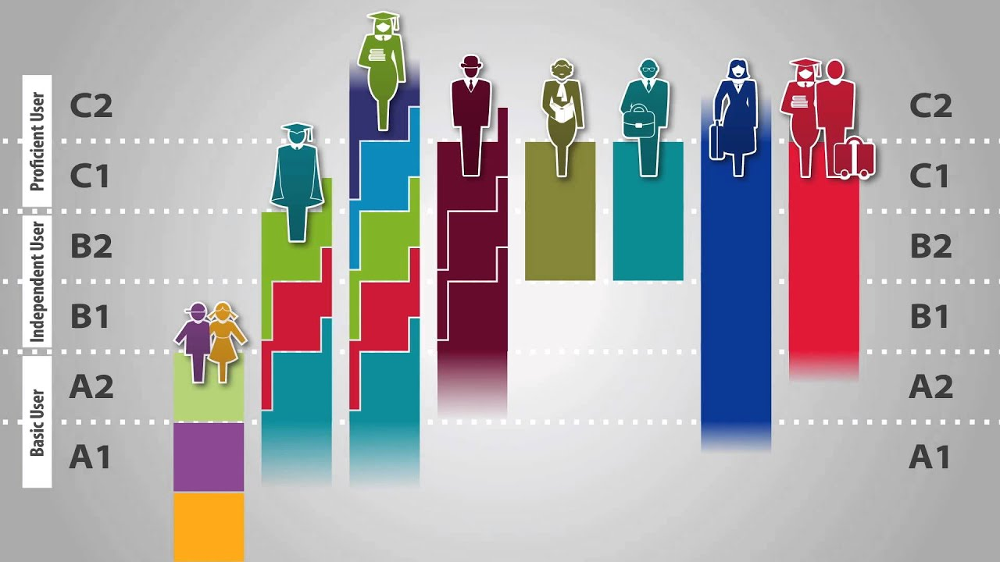 Proficient User
C2
C1
Independent User
B2
B1
Basic User
A2
A1
C2
C1
B2
B1
A2
A1